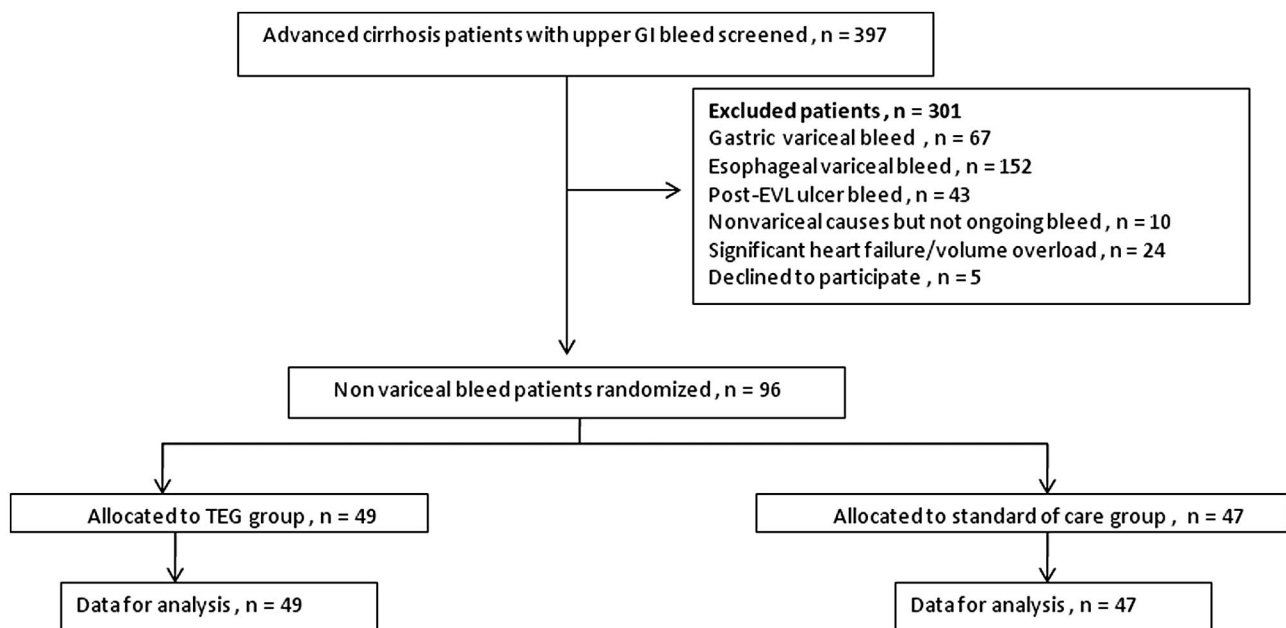 Advanced cirrhosis patients with upper GI bleed screened , n = 397
Excluded patients , n = 301
Gastric variceal bleed , n = 67
Esophageal variceal bleed , n = 152
Post-EVL ulcer bleed , n = 43
Nonvariceal causes but not ongoing bleed , n = 10
Significant heart failure/volume overload , n = 24
Declined to participate , n = 5
Non variceal bleed patients randomized , n = 96
Allocated to TEG group , n = 49
Allocated to standard of care group , n = 47
Data for analysis , n = 49
Data for analysis , n = 47